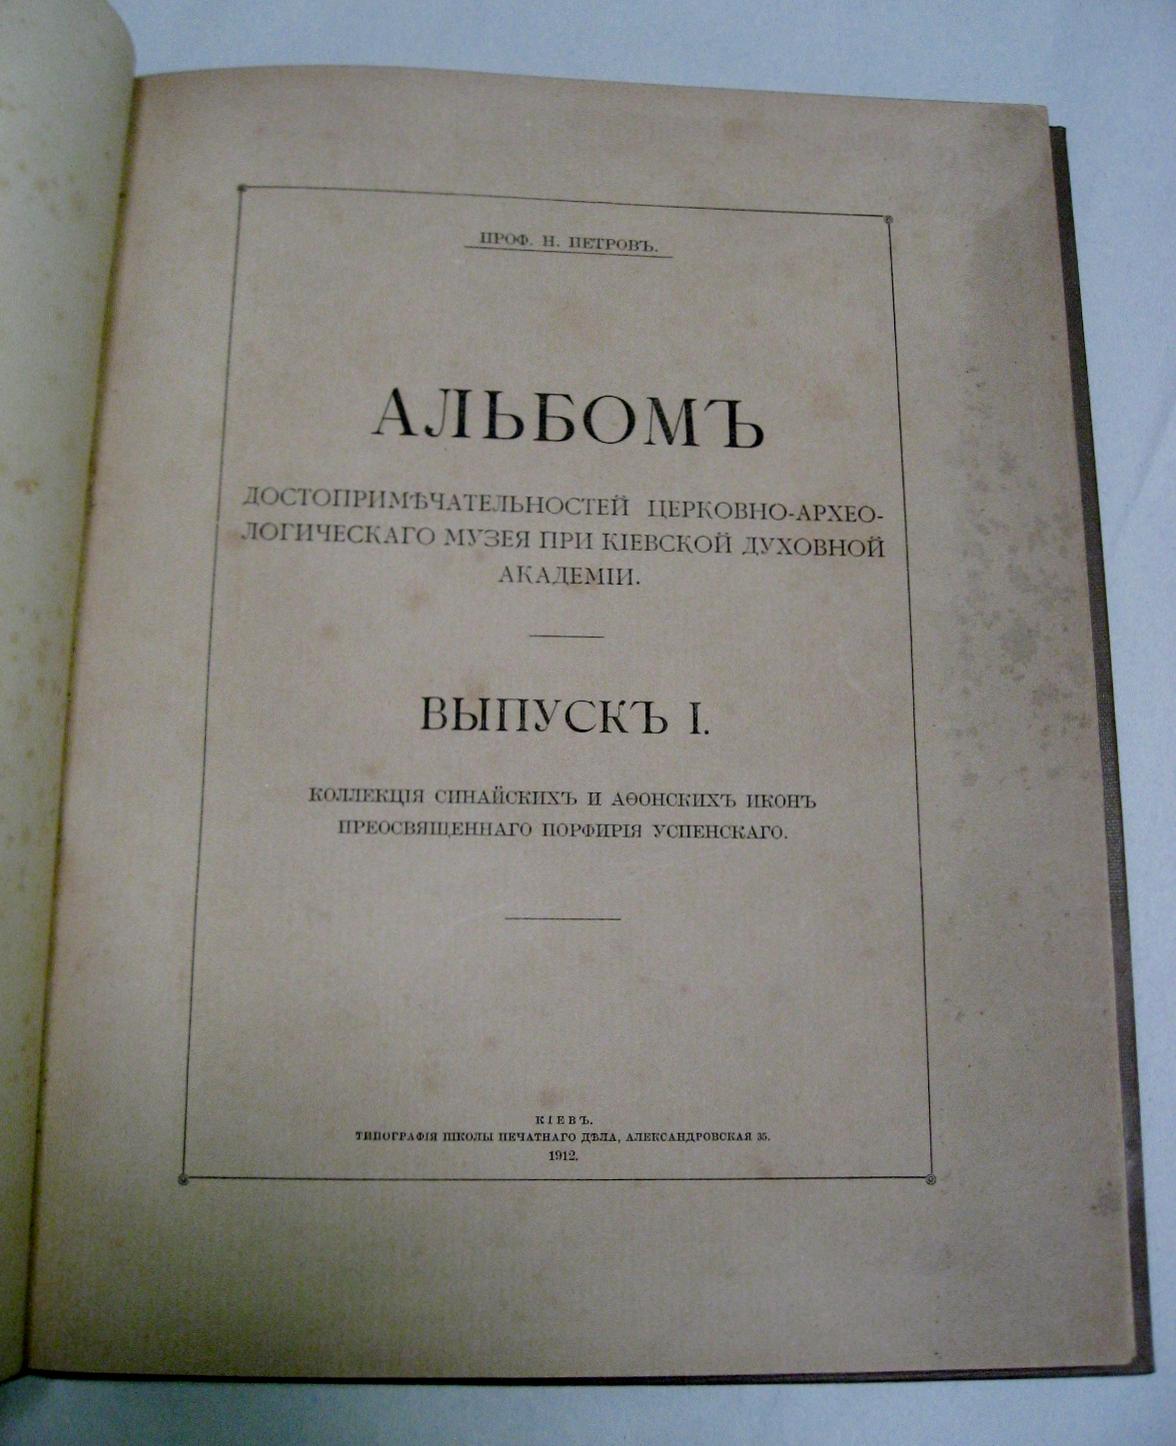 ПРОФ. Н. ПЕТРОВЪ.
АЛЬБОМЪ
ДОСТОПРИМѢЧАТЕЛЬНОСТЕЙ ЦЕРКОВНО-АРХЕО-
ЛОГИЧЕСКАГО МУЗЕЯ ПРИ КІЕВСКОЙ ДУХОВНОЙ
АКАДЕМІИ.
ВЫПУСКЪ I.
КОЛЛЕКЦІЯ СИНАЙСКИХЪ И АѲОНСКИХЪ ИКОНЪ
ПРЕОСВЯЩЕННАГО ПОРФИРІЯ УСПЕНСКАГО.
КІЕВЪ.
ТИПОГРАФІЯ ШКОЛЫ ПЕЧАТНАГО ДѢЛА, АЛЕКСАНДРОВСКАЯ 35.
1912.